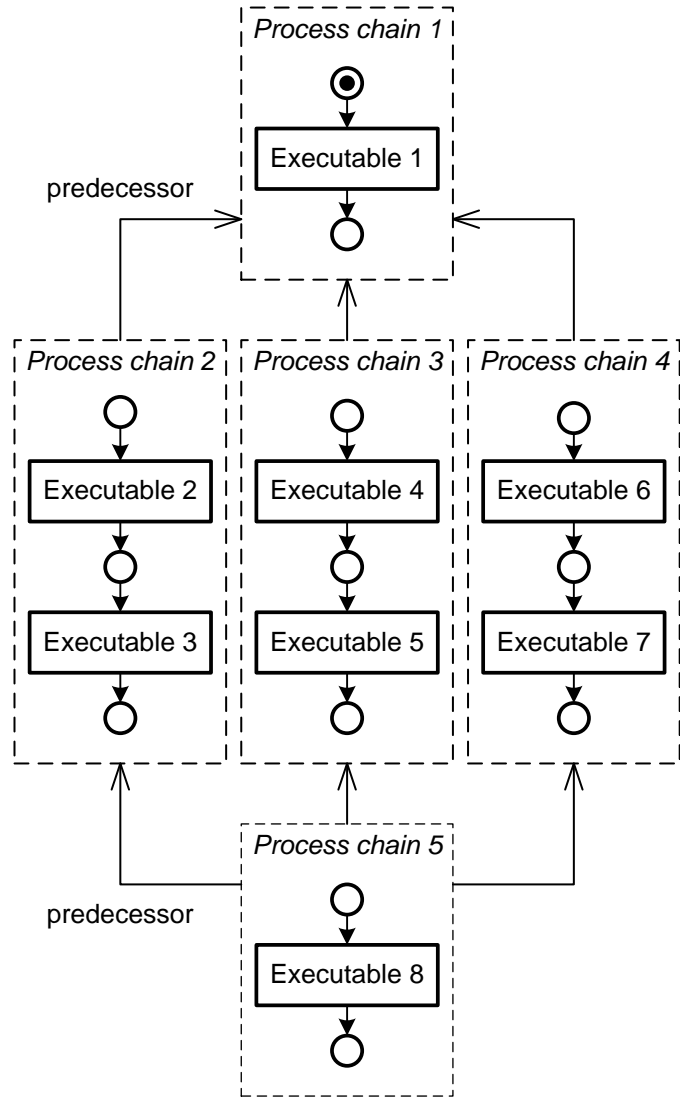 Process chain 1
Executable 1
predecessor
Process chain 2
Process chain 3
Process chain 4
Executable 2
Executable 4
Executable 6
Executable 3
Executable 5
Executable 7
Process chain 5
predecessor
Executable 8